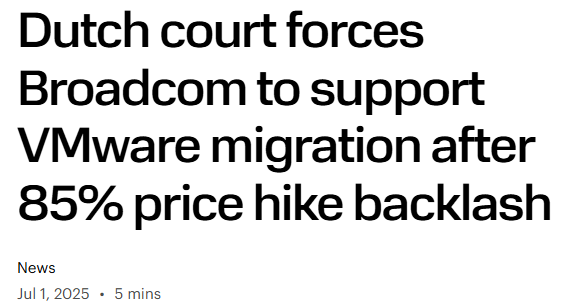 Dutch court forces
Broadcom to support
VMware migration after
85% price hike backlash
News
Jul 1, 2025 • 5 mins